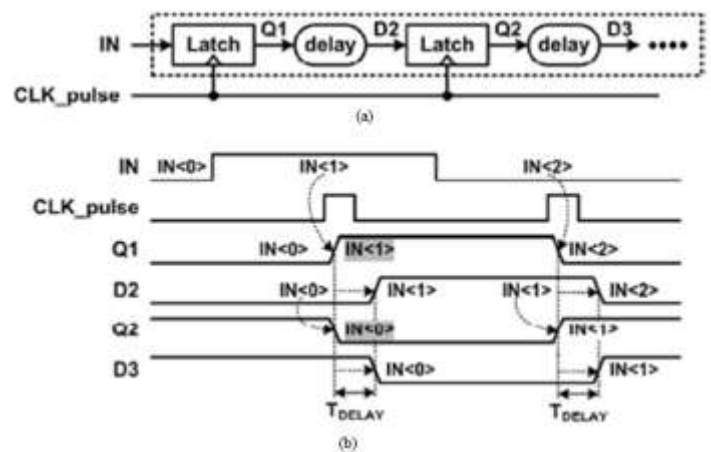 Q1 D2 Q2 D3
IN Latch delay Latch delay
CLK_pulse
(a)
IN IN<0> IN<1> IN<2>
CLK_pulse
Q1 IN<0> IN<1> IN<2>
D2 IN<0> IN<1> IN<1> IN<2>
Q2 IN<0> IN<1>
D3 IN<0> IN<1>
TDELAY TDELAY
(b)